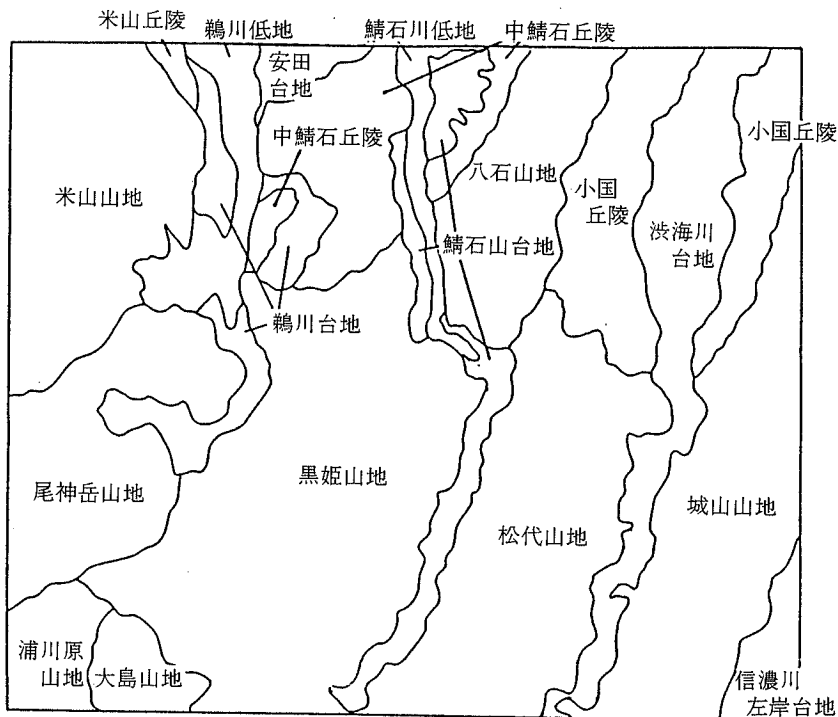 米山丘陵
鵜川低地
鯖石川低地
中鯖石丘陵
安田
台地
小国丘陵
中鯖石丘陵
米山山地
八石山地
小国
丘陵
渋海川
台地
鯖石山台地
鵜川台地
黒姫山地
尾神岳山地
城山山地
松代山地
浦川原
山地
大島山地
信濃川
左岸台地